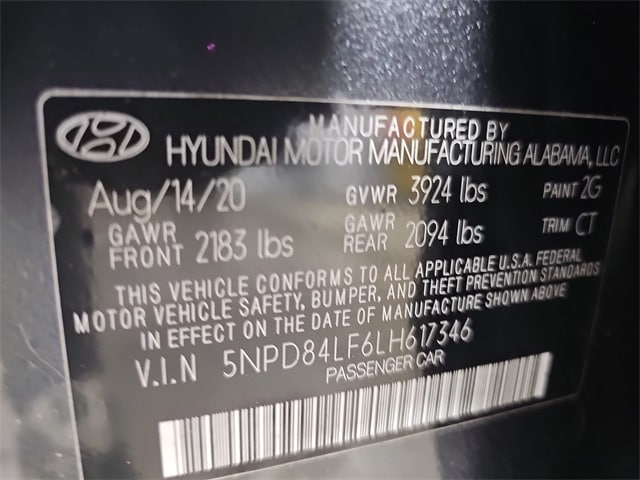 MANUFACTURED BY
HYUNDAI MOTOR MANUFACTURING ALABAMA, LLC
Aug/14/20 GVWR 3924 lbs PAINT 2G
GAWR FRONT 2183 lbs GAWR REAR 2094 lbs TRIM CT
THIS VEHICLE CONFORMS TO ALL APPLICABLE U.S.A. FEDERAL
MOTOR VEHICLE SAFETY, BUMPER, AND THEFT PREVENTION STANDARDS
IN EFFECT ON THE DATE OF MANUFACTURE SHOWN ABOVE
V.I.N 5NPD84LF6LH617346
PASSENGER CAR